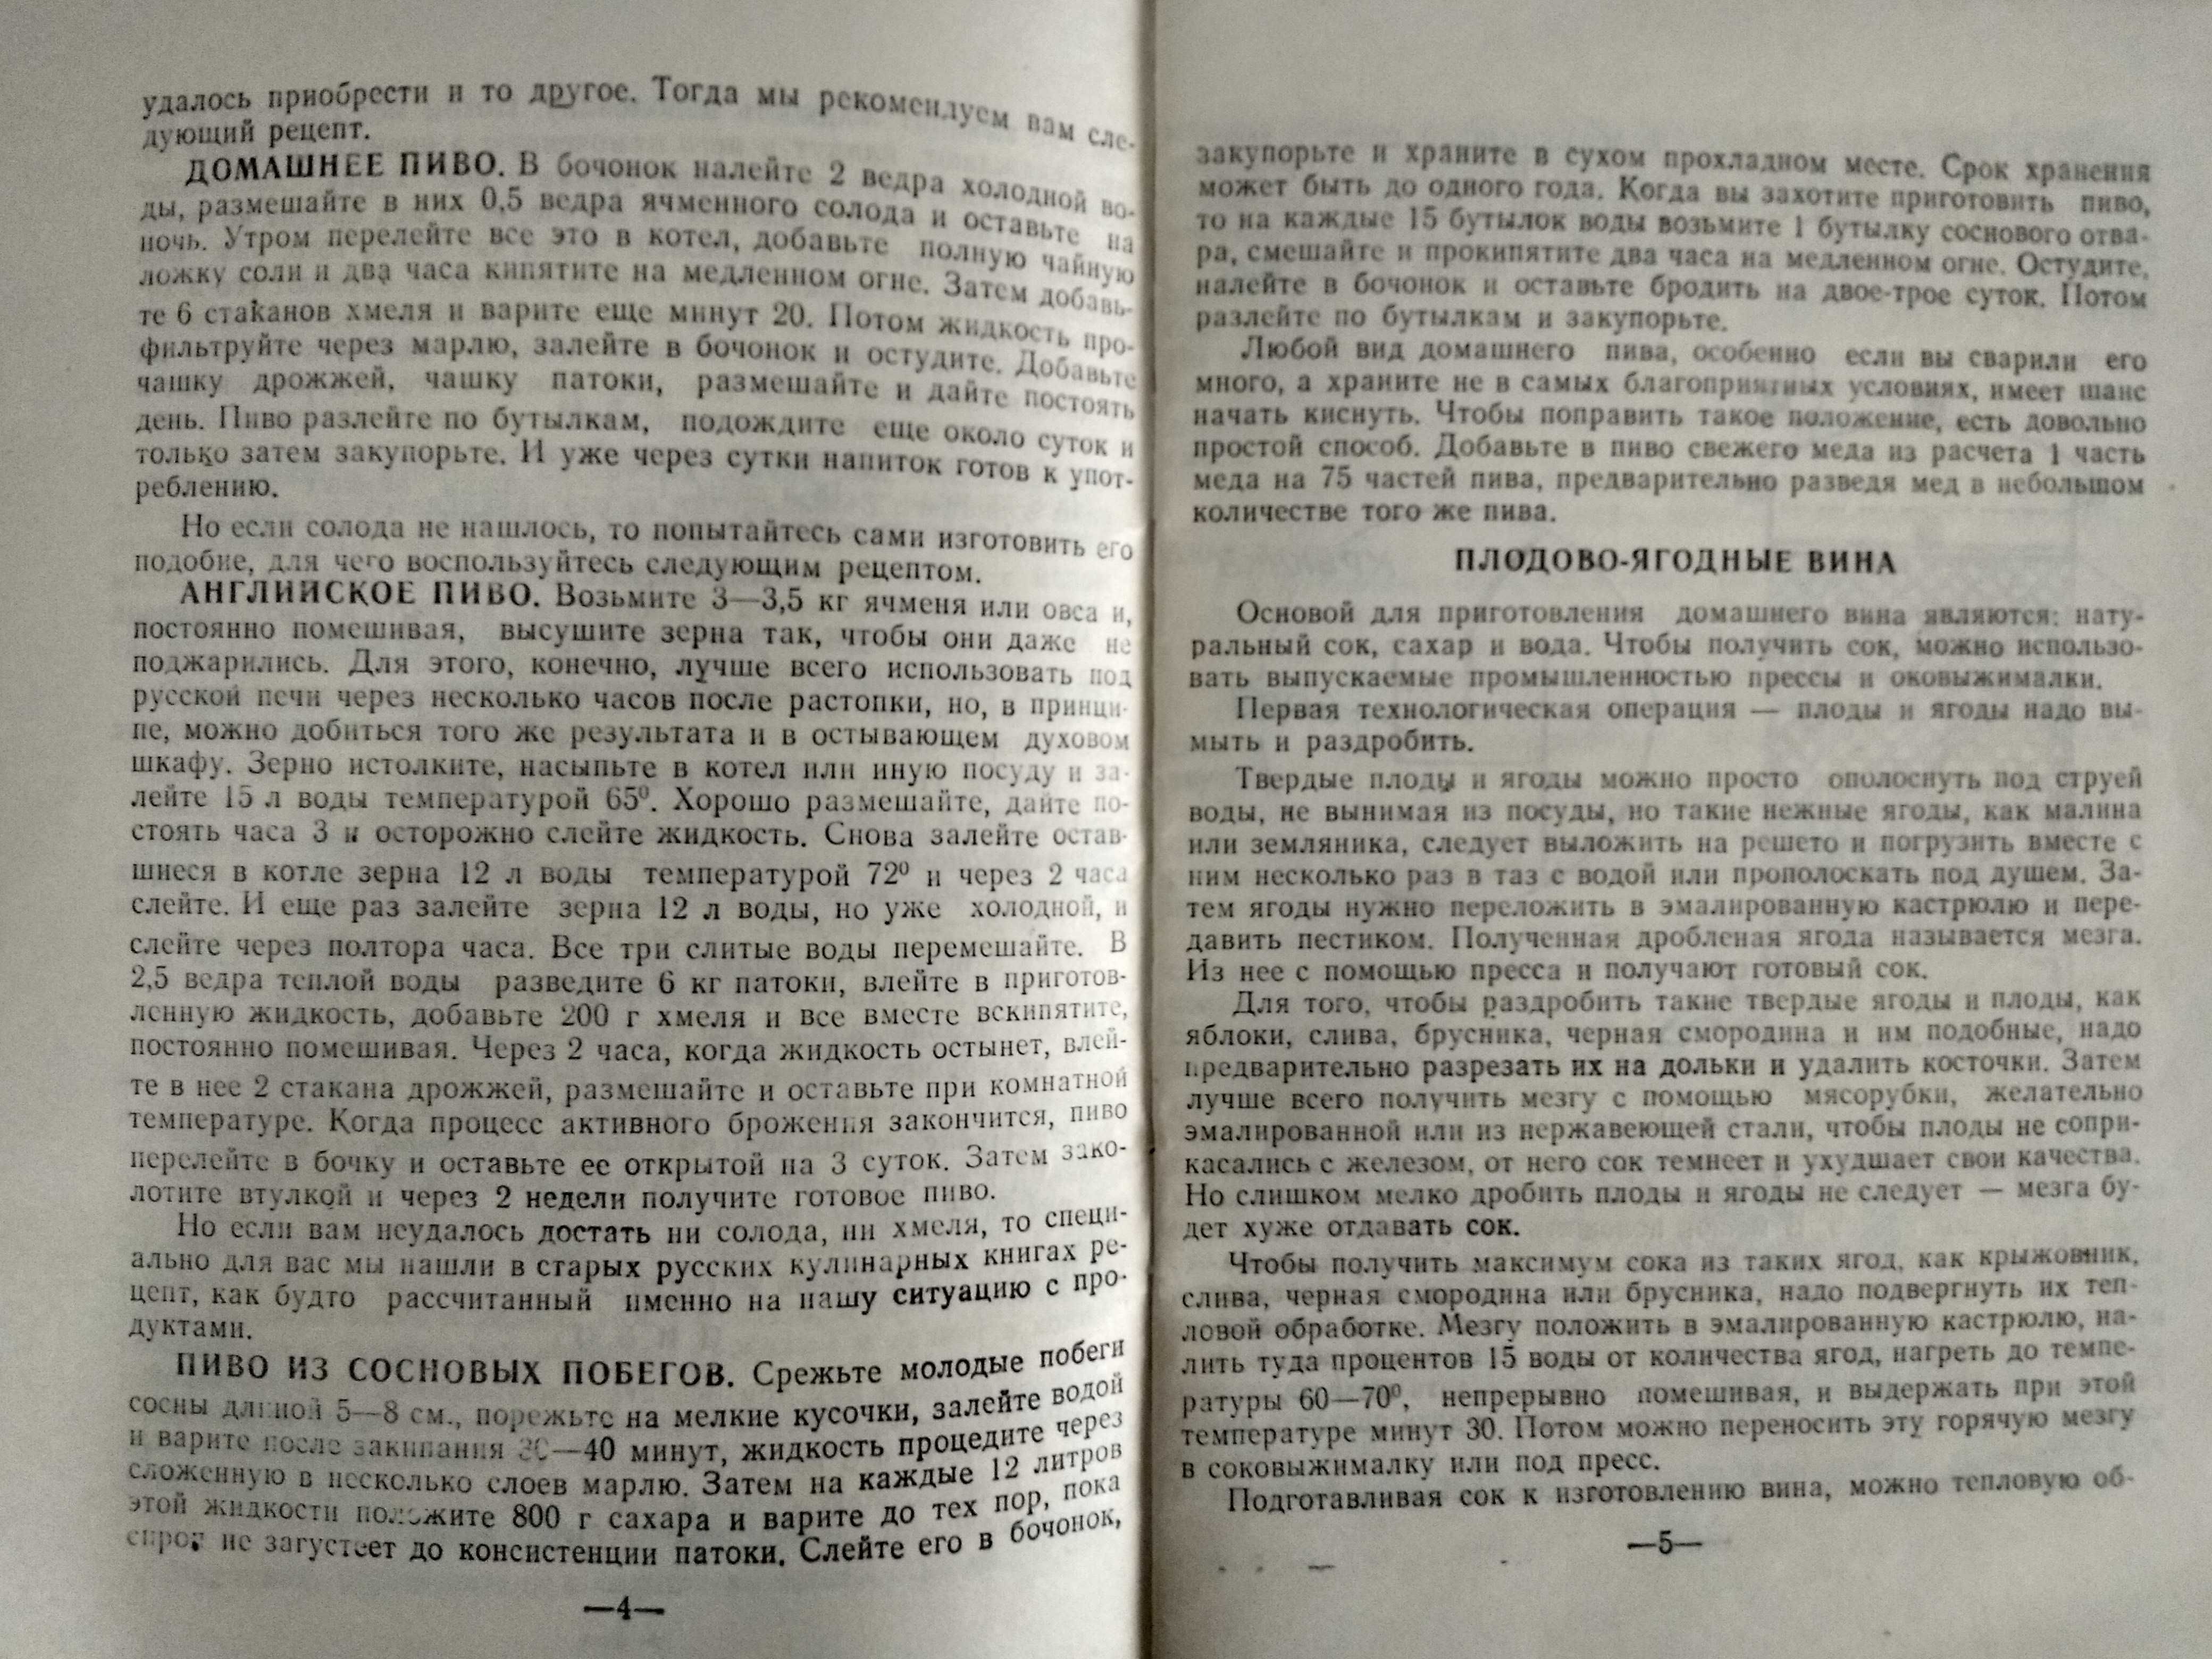 удалось приобрести и то другое. Тогда мы рекомендуем вам сле-
дующий рецепт.
ДОМАШНЕЕ ПИВО. В бочонок налейте 2 ведра холодной во-
ды, размешайте в них 0,5 ведра ячменного солода и оставьте на
ночь. Утром перелейте все это в котел, добавьте полную чайную
ложку соли и два часа кипятите на медленном огне. Затем добавь-
те 6 стаканов хмеля и варите еще минут 20. Потом жидкость про-
фильтруйте через марлю, залейте в бочонок и остудите. Добавьте
чашку дрожжей, чашку патоки, размешайте и дайте постоять
день. Пиво разлейте по бутылкам, подождите еще около суток и
только затем закупорьте. И уже через сутки напиток готов к упот-
реблению.
Но если солода не нашлось, то попытайтесь сами изготовить его
подобие, для чего воспользуйтесь следующим рецептом.
АНГЛИЙСКОЕ ПИВО. Возьмите 3—3,5 кг ячменя или овса и,
постоянно помешивая, высушите зерна так, чтобы они даже не
поджарились. Для этого, конечно, лучше всего использовать под
русской печи через несколько часов после растопки, но, в принци-
пе, можно добиться того же результата и в остывающем духовом
шкафу. Зерно истолките, насыпьте в котел или иную посуду и за-
лейте 15 л воды температурой 65⁰. Хорошо размешайте, дайте по-
стоять часа 3 и осторожно слейте жидкость. Снова залейте остав-
шиеся в котле зерна 12 л воды температурой 72⁰ и через 2 часа
слейте. И еще раз залейте зерна 12 л воды, но уже холодной, и
слейте через полтора часа. Все три слитые воды перемешайте. В
2,5 ведра теплой воды разведите 6 кг патоки, влейте в приготов-
ленную жидкость, добавьте 200 г хмеля и все вместе вскипятите,
постоянно помешивая. Через 2 часа, когда жидкость остынет, влей-
те в нее 2 стакана дрожжей, размешайте и оставьте при комнатной
температуре. Когда процесс активного брожения закончится, пиво
перелейте в бочку и оставьте ее открытой на 3 суток. Затем зако-
лотите втулкой и через 2 недели получите готовое пиво.
Но если вам неудалось достать ни солода, ни хмеля, то специ-
ально для вас мы нашли в старых русских кулинарных книгах ре-
цепт, как будто рассчитанный именно на нашу ситуацию с про-
дуктами.
ПИВО ИЗ СОСНОВЫХ ПОБЕГОВ. Срежьте молодые побеги
сосны длиной 5—8 см., порежьте на мелкие кусочки, залейте водой
и варите после закипания 30—40 минут, жидкость процедите через
сложенную в несколько слоев марлю. Затем на каждые 12 литров
этой жидкости положите 800 г сахара и варите до тех пор, пока
сироп не загустеет до консистенции патоки. Слейте его в бочонок,
—4—
закупорьте и храните в сухом прохладном месте. Срок хранения
может быть до одного года. Когда вы захотите приготовить пиво,
то на каждые 15 бутылок воды возьмите 1 бутылку соснового отва-
ра, смешайте и прокипятите два часа на медленном огне. Остудите,
налейте в бочонок и оставьте бродить на двое-трое суток. Потом
разлейте по бутылкам и закупорьте.
Любой вид домашнего пива, особенно если вы сварили его
много, а храните не в самых благоприятных условиях, имеет шанс
начать киснуть. Чтобы поправить такое положение, есть довольно
простой способ. Добавьте в пиво свежего меда из расчета 1 часть
меда на 75 частей пива, предварительно разведя мед в небольшом
количестве того же пива.
ПЛОДОВО-ЯГОДНЫЕ ВИНА
Основой для приготовления домашнего вина являются: нату-
ральный сок, сахар и вода. Чтобы получить сок, можно использо-
вать выпускаемые промышленностью прессы и оковыжималки.
Первая технологическая операция — плоды и ягоды надо вы-
мыть и раздробить.
Твердые плоды и ягоды можно просто ополоснуть под струей
воды, не вынимая из посуды, но такие нежные ягоды, как малина
или земляника, следует выложить на решето и погрузить вместе с
ним несколько раз в таз с водой или прополоскать под душем. За-
тем ягоды нужно переложить в эмалированную кастрюлю и пере-
давить пестиком. Полученная дробленая ягода называется мезга.
Из нее с помощью пресса и получают готовый сок.
Для того, чтобы раздробить такие твердые ягоды и плоды, как
яблоки, слива, брусника, черная смородина и им подобные, надо
предварительно разрезать их на дольки и удалить косточки. Затем
лучше всего получить мезгу с помощью мясорубки, желательно
эмалированной или из нержавеющей стали, чтобы плоды не сопри-
касались с железом, от него сок темнеет и ухудшает свои качества.
Но слишком мелко дробить плоды и ягоды не следует — мезга бу-
дет хуже отдавать сок.
Чтобы получить максимум сока из таких ягод, как крыжовник,
слива, черная смородина или брусника, надо подвергнуть их теп-
ловой обработке. Мезгу положить в эмалированную кастрюлю, на-
лить туда процентов 15 воды от количества ягод, нагреть до темпе-
ратуры 60—70⁰, непрерывно помешивая, и выдержать при этой
температуре минут 30. Потом можно переносить эту горячую мезгу
в соковыжималку или под пресс.
Подготавливая сок к изготовлению вина, можно тепловую об-
—5—